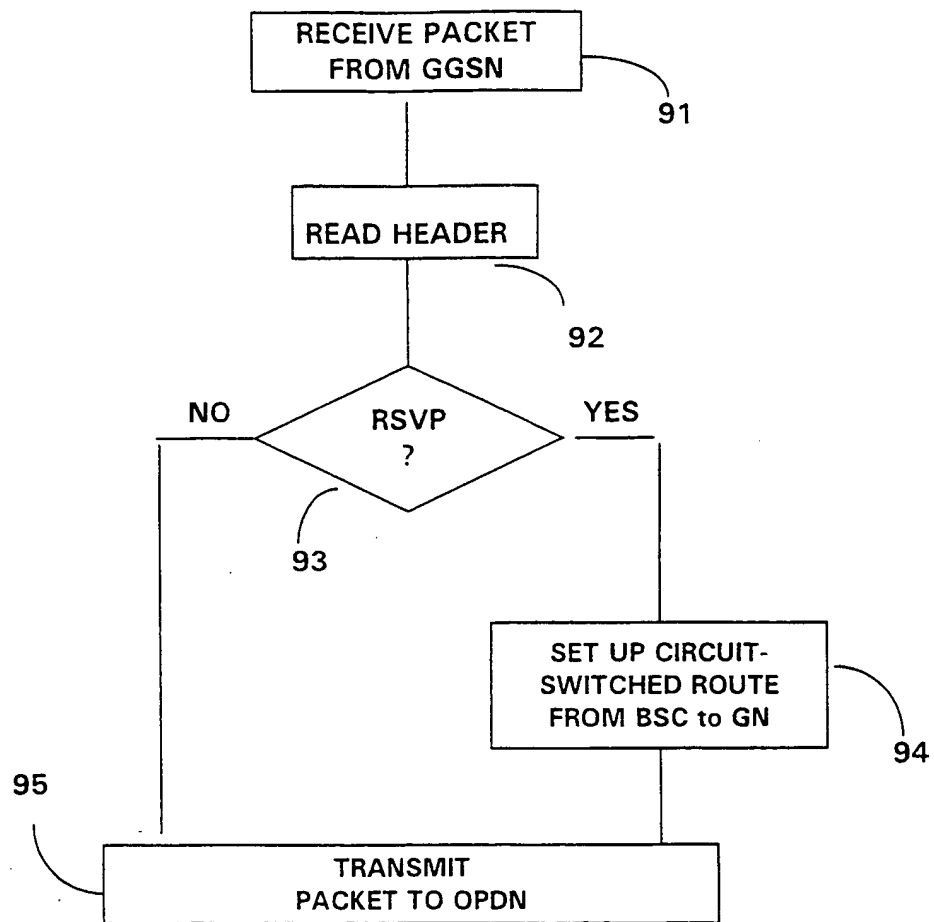 RECEIVE PACKET
FROM GGSN
91
READ HEADER
92
NO
RSVP
?
YES
93
SET UP CIRCUIT-
SWITCHED ROUTE
FROM BSC to GN
94
95
TRANSMIT
PACKET TO OPDN